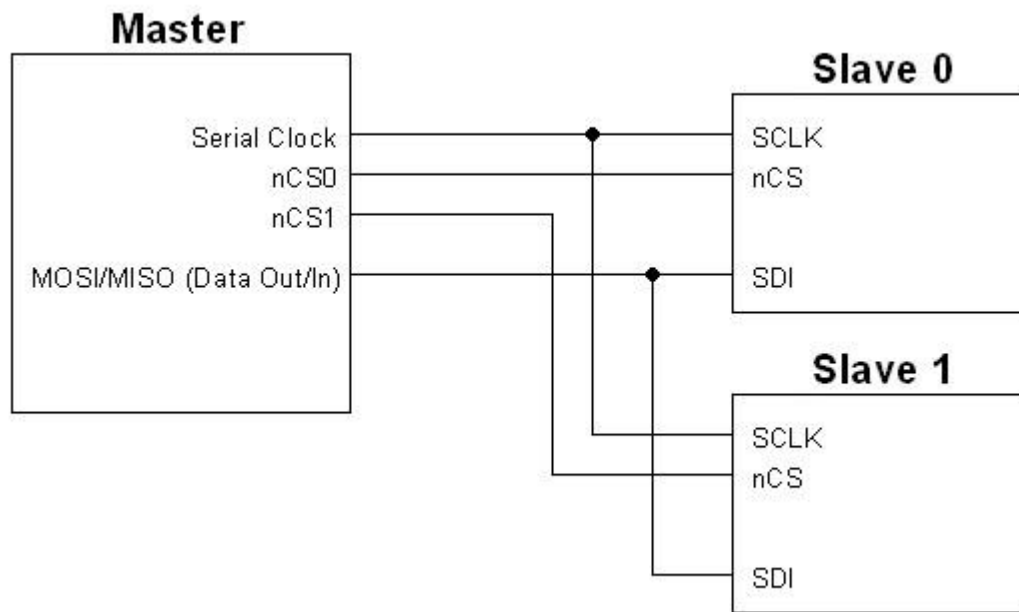 Master
Serial Clock
nCS0
nCS1
MOSI/MISO (Data Out/In)
Slave 0
SCLK
nCS
SDI
Slave 1
SCLK
nCS
SDI